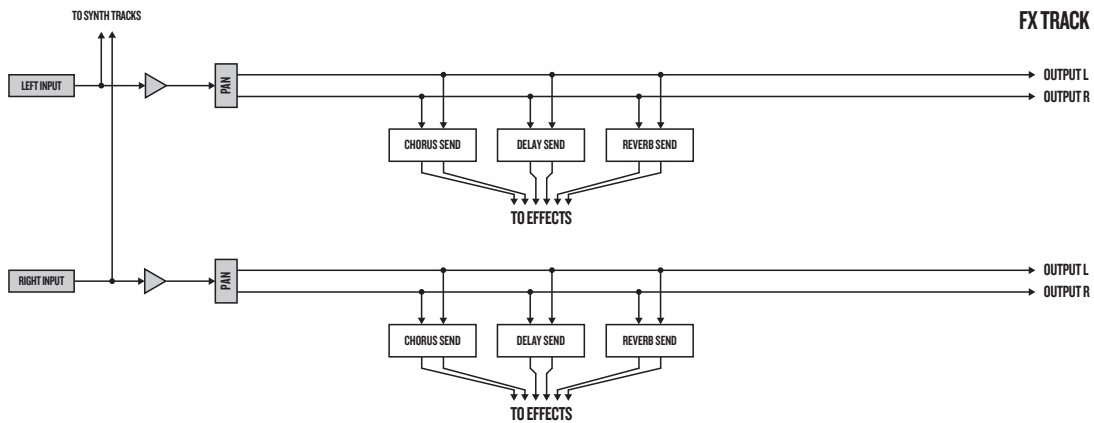 TO SYNTH TRACKS
FX TRACK
LEFT INPUT
PAN
OUTPUT L
OUTPUT R
CHORUS SEND
DELAY SEND
REVERB SEND
TO EFFECTS
RIGHT INPUT
PAN
OUTPUT L
OUTPUT R
CHORUS SEND
DELAY SEND
REVERB SEND
TO EFFECTS